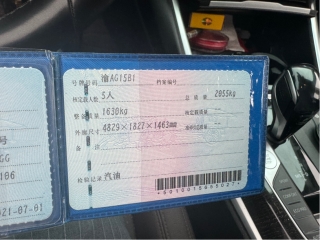 号牌号码 渝AG15B1 档案编号
核定载人数 5人 总质量 2055kg
整备质量 1630kg 核定载质量
外廓尺寸 4829×1827×1463mm 准牵引总质量
备注
检验记录 汽油
号
GG
106
021-07-01